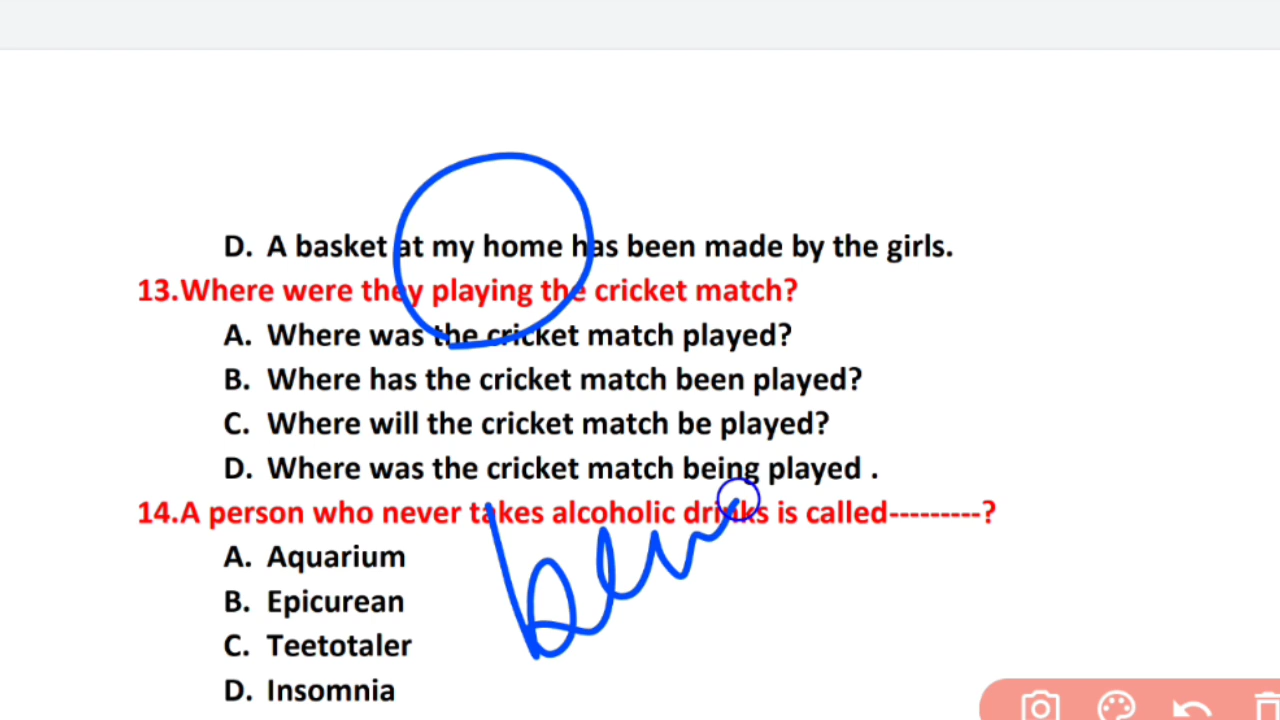 D. A basket at my home has been made by the girls.
13.Where were they playing the cricket match?
A. Where was the cricket match played?
B. Where has the cricket match been played?
C. Where will the cricket match be played?
D. Where was the cricket match being played .
14.A person who never takes alcoholic drinks is called---------?
A. Aquarium
B. Epicurean
C. Teetotaler
D. Insomnia